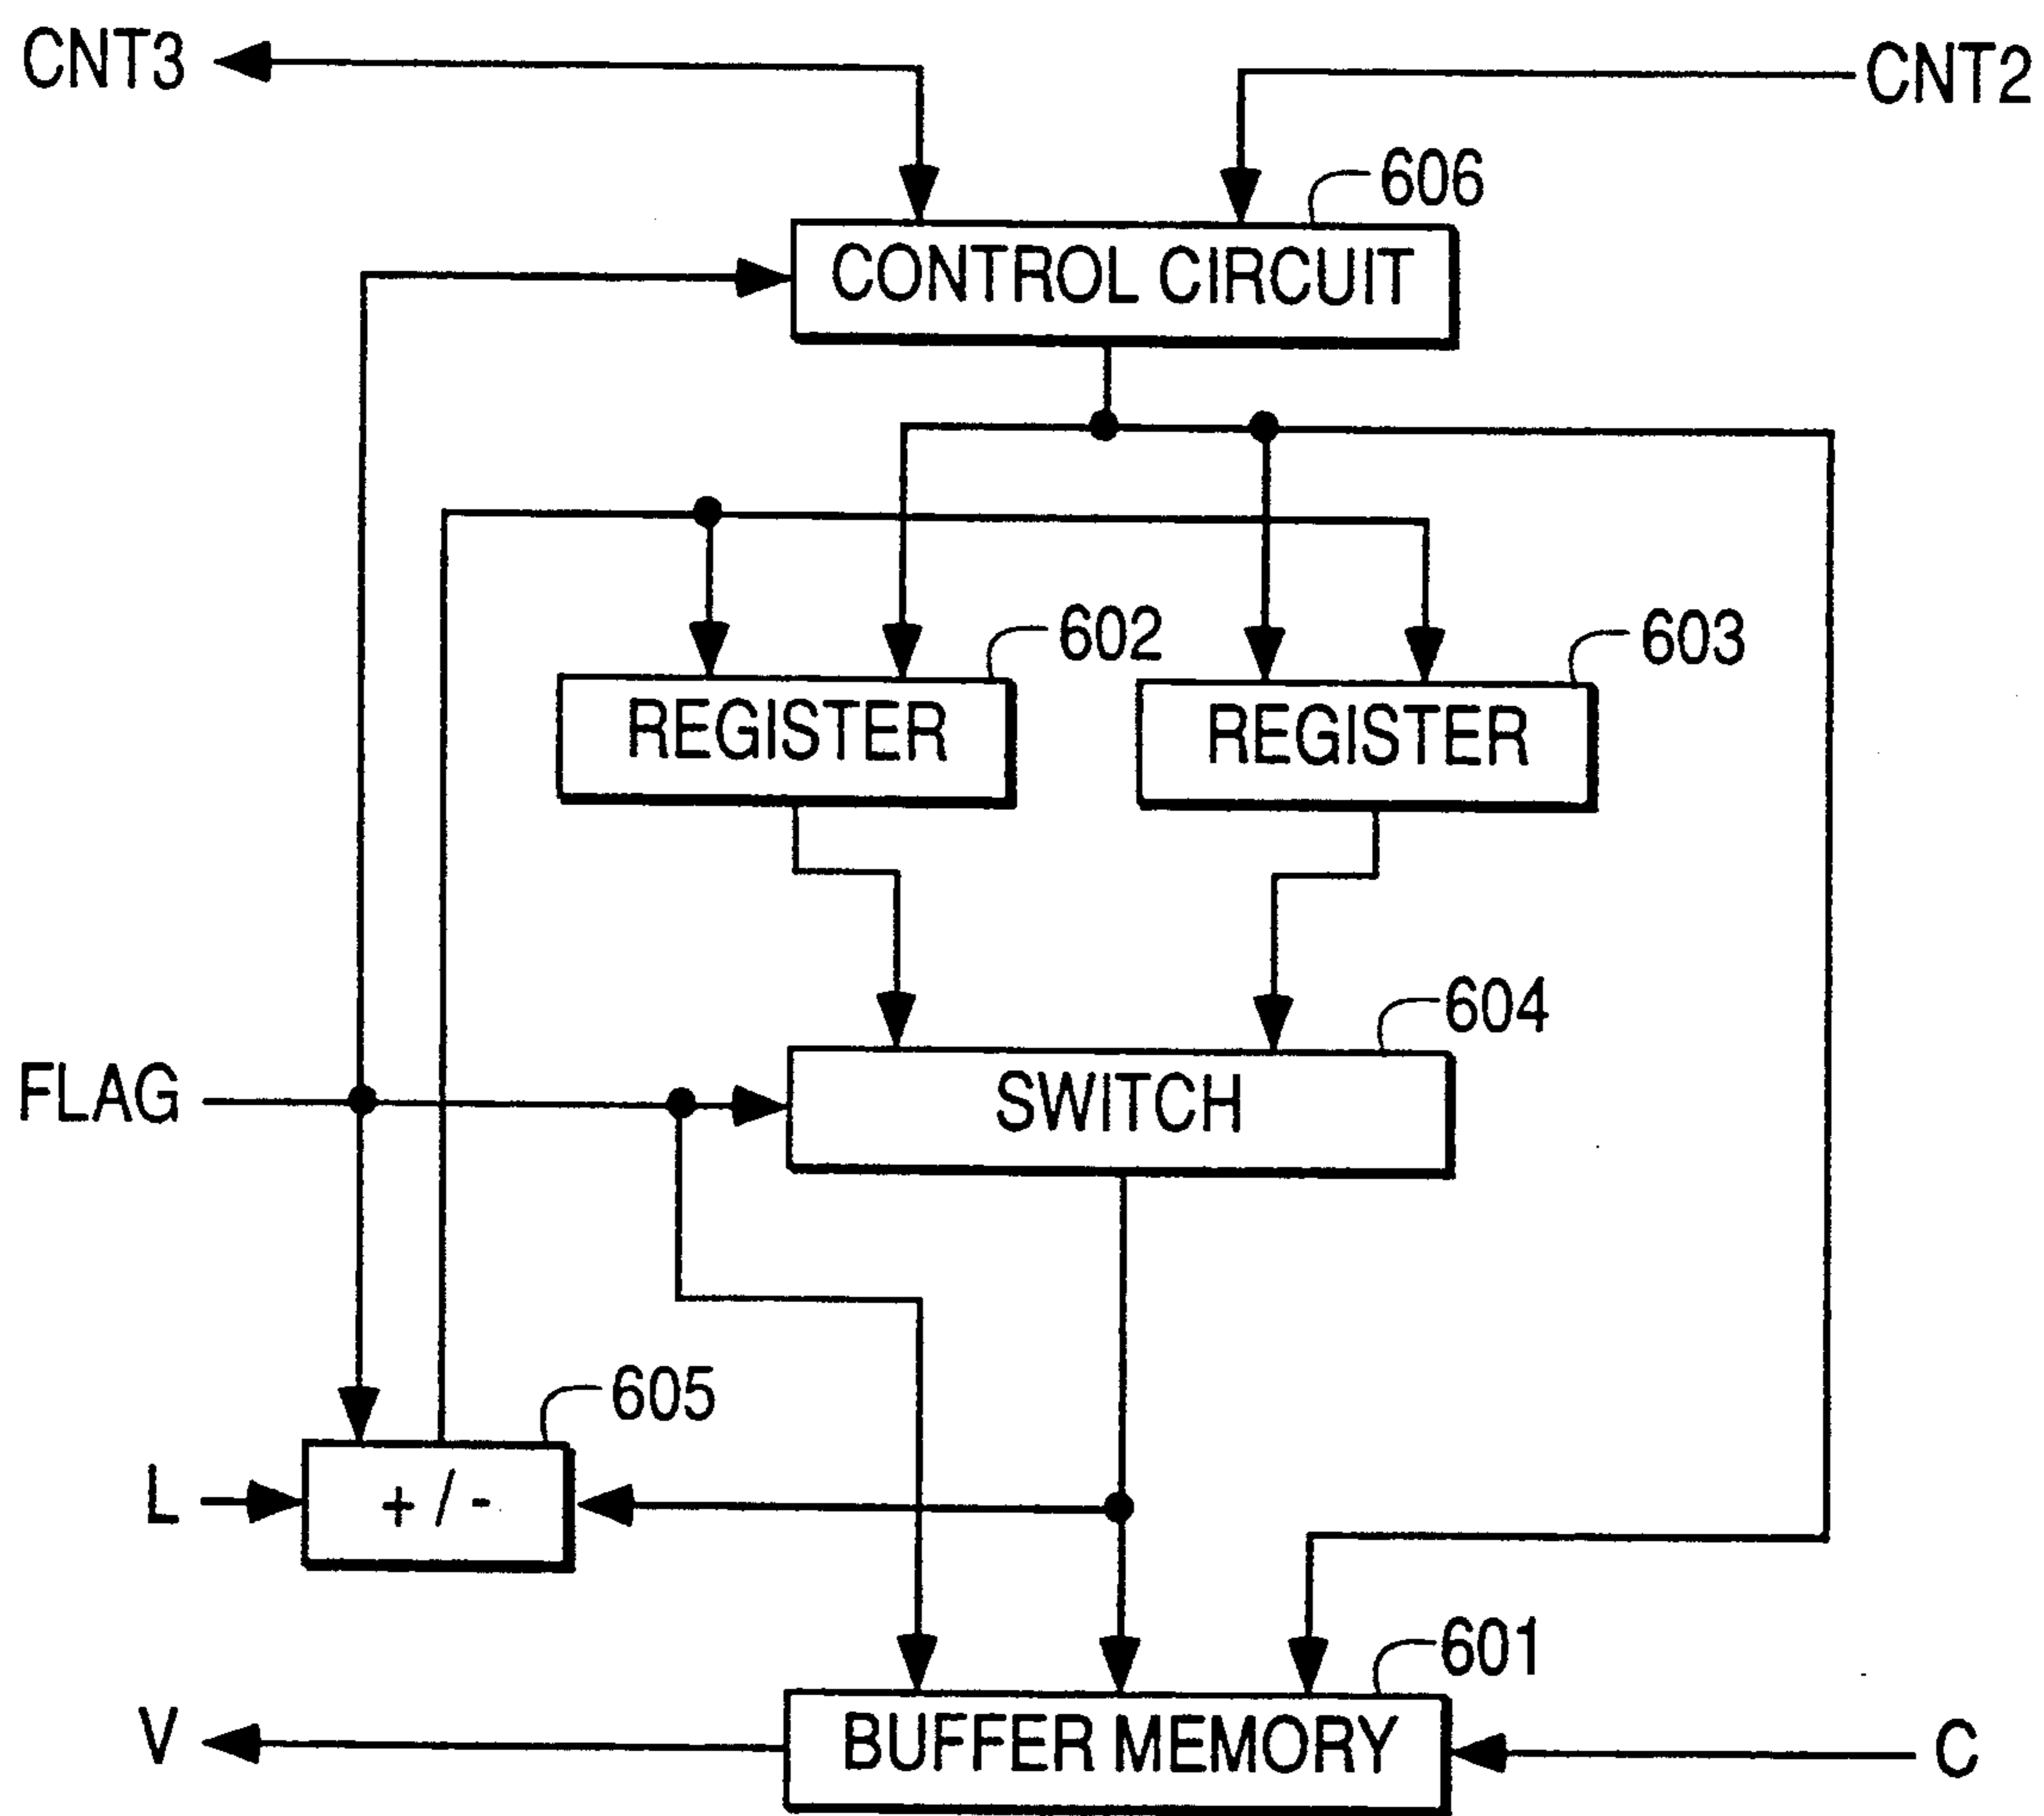 CNT3
CNT2
606
CONTROL CIRCUIT
602
603
REGISTER
REGISTER
604
FLAG
SWITCH
605
L
+ / -
601
V
BUFFER MEMORY
C